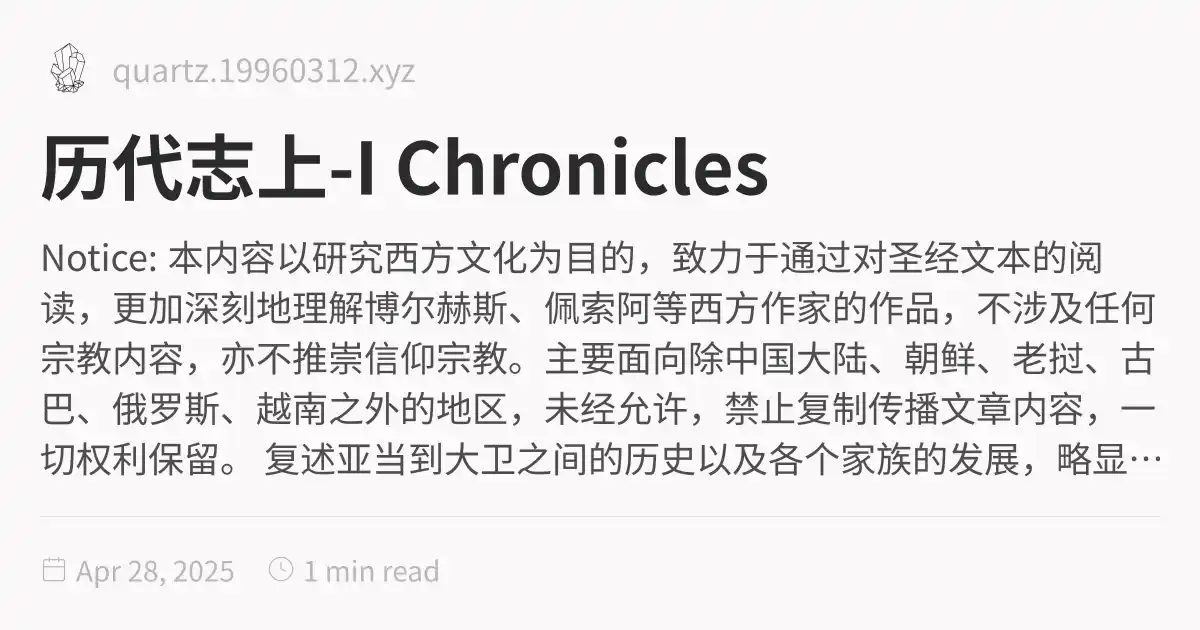 quartz.19960312.xyz
历代志上-I Chronicles
Notice: 本内容以研究西方文化为目的，致力于通过对圣经文本的阅
读，更加深刻地理解博尔赫斯、佩索阿等西方作家的作品，不涉及任何
宗教内容，亦不推崇信仰宗教。主要面向除中国大陆、朝鲜、老挝、古
巴、俄罗斯、越南之外的地区，未经允许，禁止复制传播文章内容，一
切权利保留。 复述亚当到大卫之间的历史以及各个家族的发展，略显…
Apr 28, 2025
1 min read